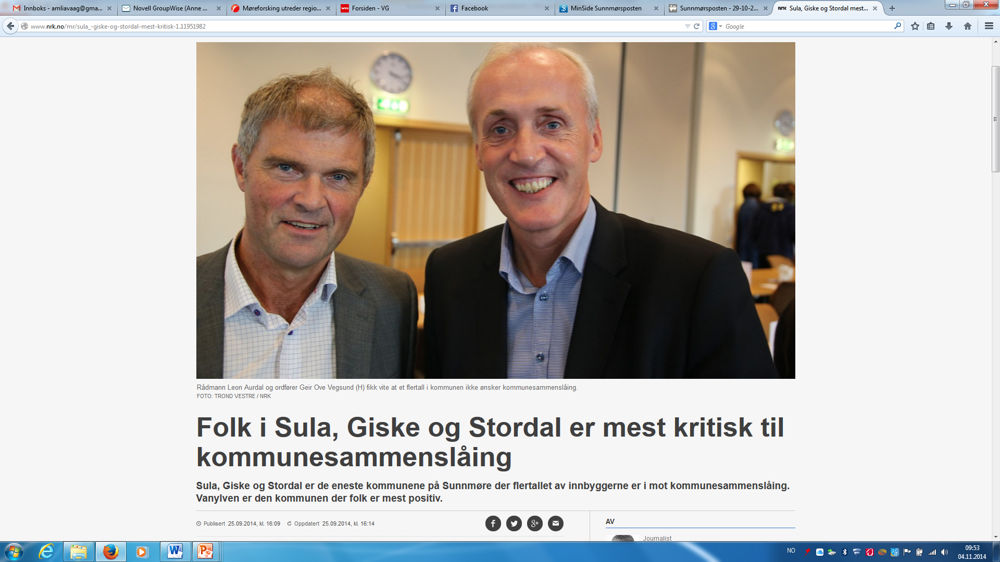 Innboks - amliavaag@gma...
Novell GroupWise (Anne ...
Møreforsking utreder regio...
VG Forsiden - VG
Facebook
MinSide Sunnmørsposten
Sunnmørsposten - 29-10-2...
nrk Sula, Giske og Stordal mest...
www.nrk.no/mr/sula_-giske-og-stordal-mest-kritisk-1.11951982
Google
Rådmann Leon Aurdal og ordfører Geir Ove Vegsund (H) fikk vite at et flertall i kommunen ikke ønsker kommunesammenslåing.
FOTO: TROND VESTRE / NRK
Folk i Sula, Giske og Stordal er mest kritisk til
kommunesammenslåing
Sula, Giske og Stordal er de eneste kommunene på Sunnmøre der flertallet av innbyggerne er i mot kommunesammenslåing.
Vanylven er den kommunen der folk er mest positiv.
Publisert 25.09.2014, kl. 16:09 Oppdatert 25.09.2014, kl. 16:14
AV
Journalist
NO
09:53
04.11.2014